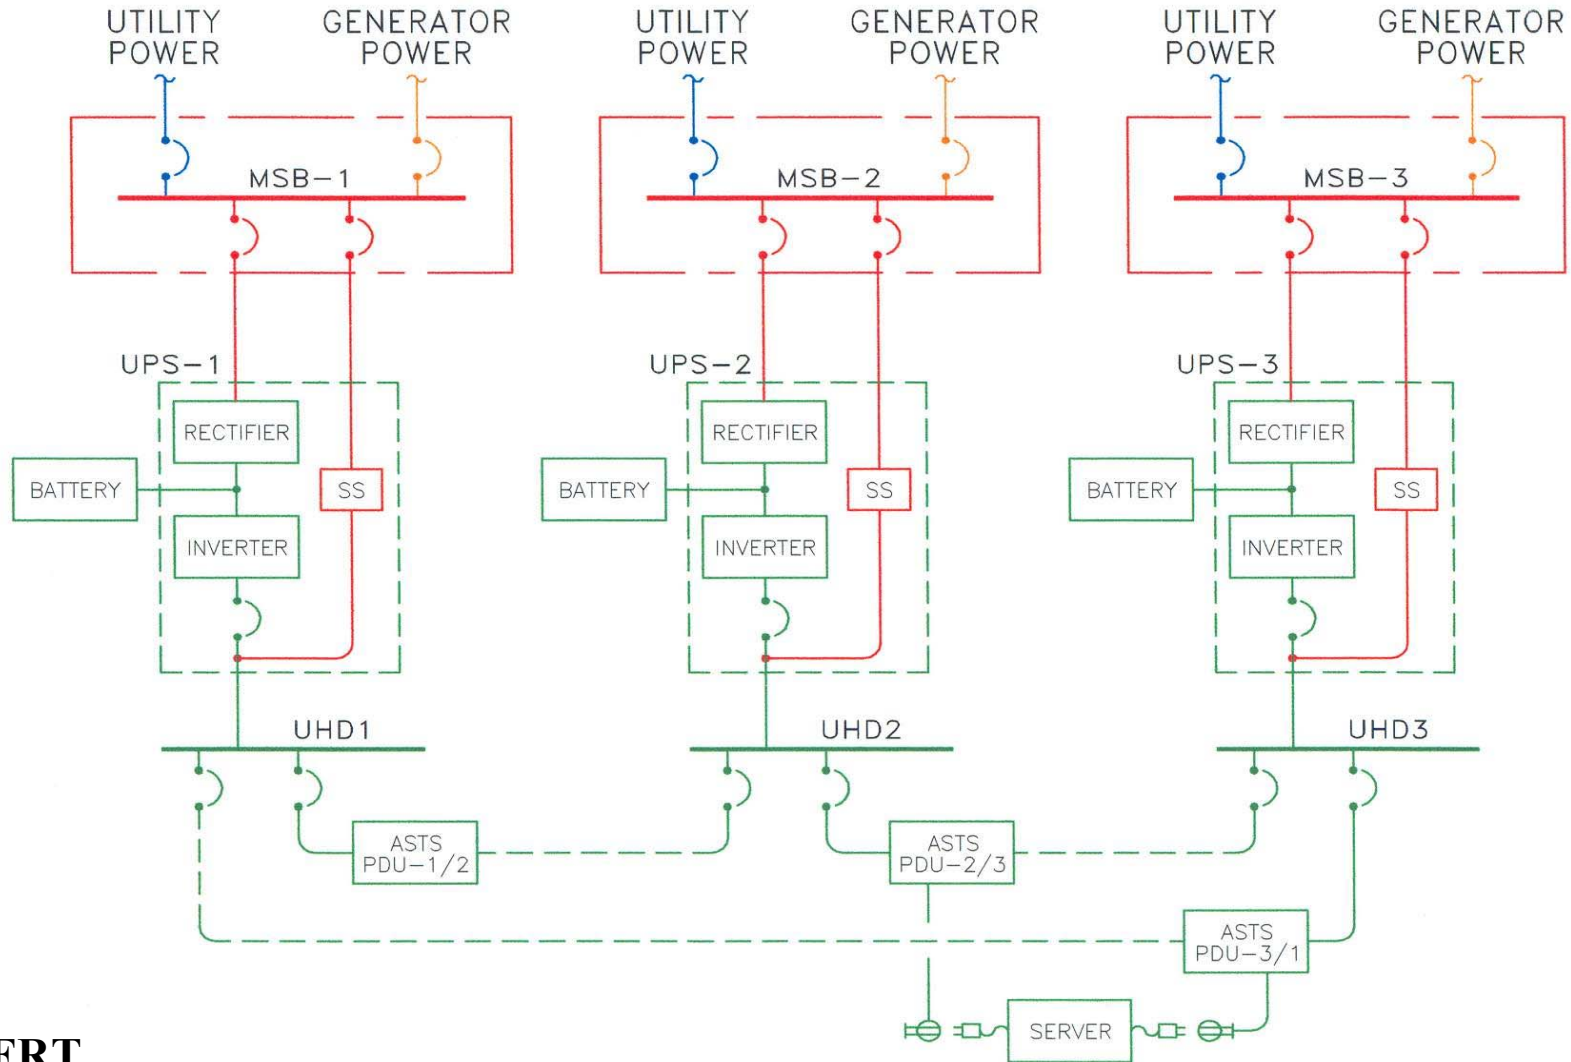 UTILITY POWER
GENERATOR POWER
UTILITY POWER
GENERATOR POWER
UTILITY POWER
GENERATOR POWER
MSB-1
MSB-2
MSB-3
UPS-1
UPS-2
UPS-3
RECTIFIER
RECTIFIER
RECTIFIER
BATTERY
SS
BATTERY
SS
BATTERY
SS
INVERTER
INVERTER
INVERTER
UHD1
UHD2
UHD3
ASTS
PDU-1/2
ASTS
PDU-2/3
ASTS
PDU-3/1
SERVER